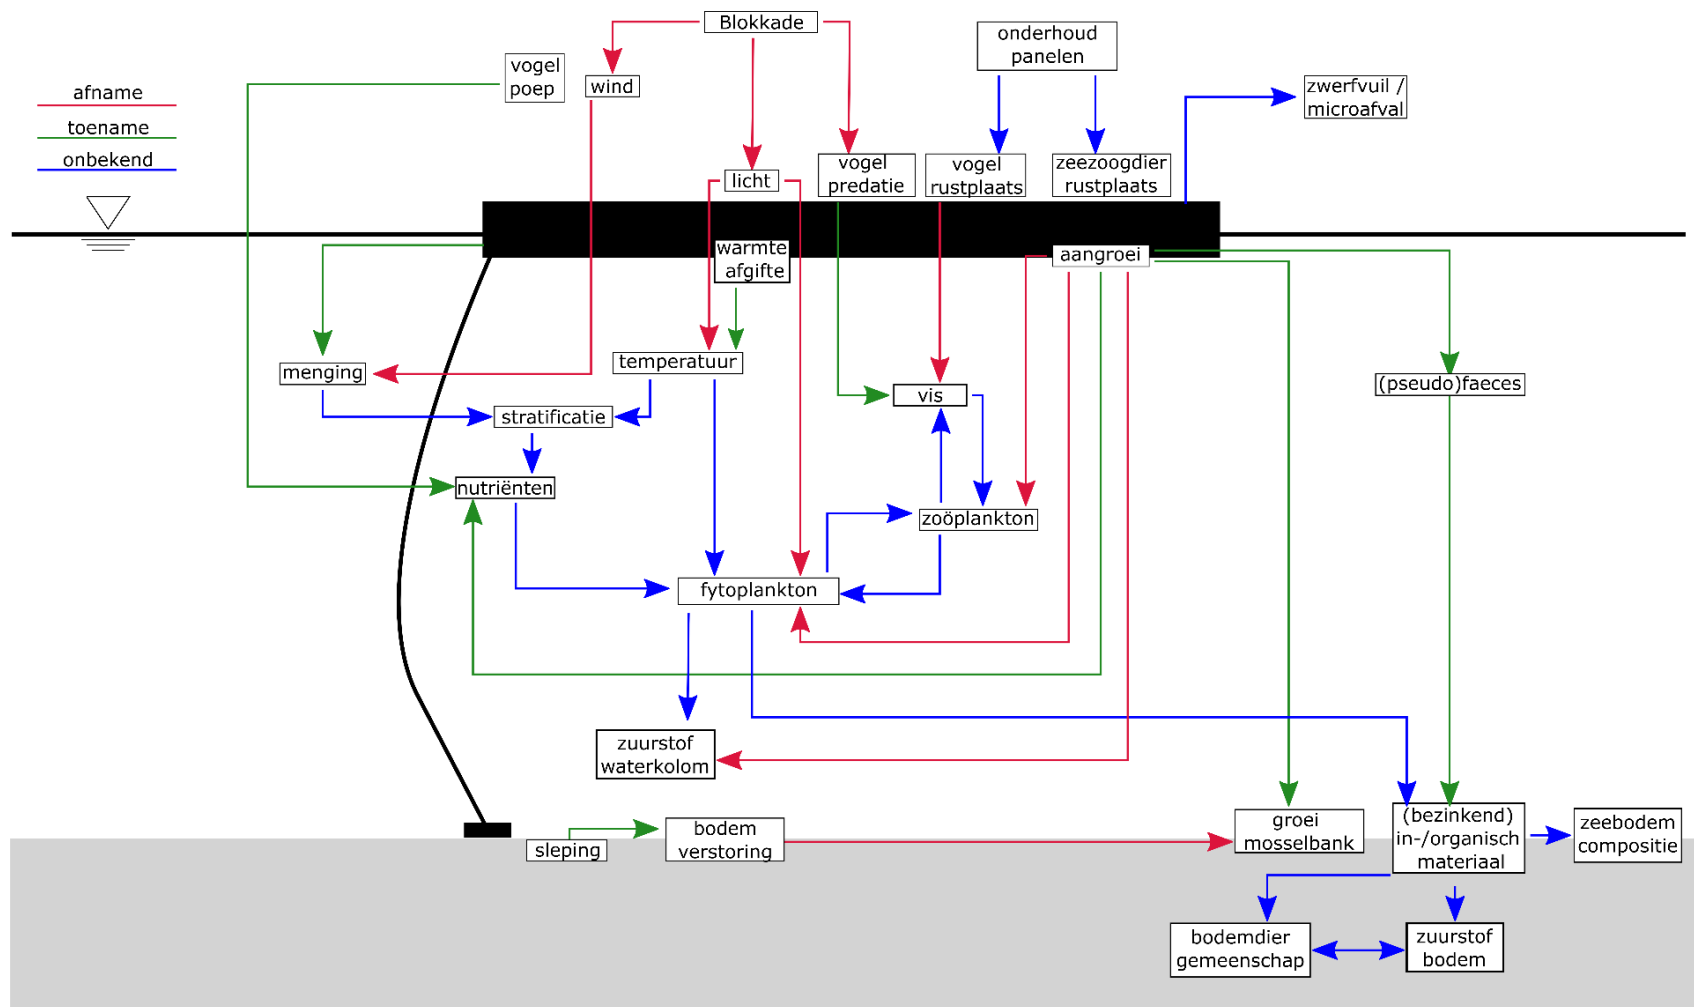 Blokkade
onderhoud
panelen
vogel
poep
wind
zwerfvuil /
microafval
afname
toename
onbekend
licht
vogel
predatie
vogel
rustplaats
zeezoogdier
rustplaats
warmte
afgifte
aangroei
menging
temperatuur
vis
(pseudo)faeces
stratificatie
nutriënten
zoöplankton
fytoplankton
zuurstof
waterkolom
sleping
bodem
verstoring
groei
mosselbank
(bezinkend)
in-/organisch
materiaal
zeebodem
compositie
bodemdier
gemeenschap
zuurstof
bodem